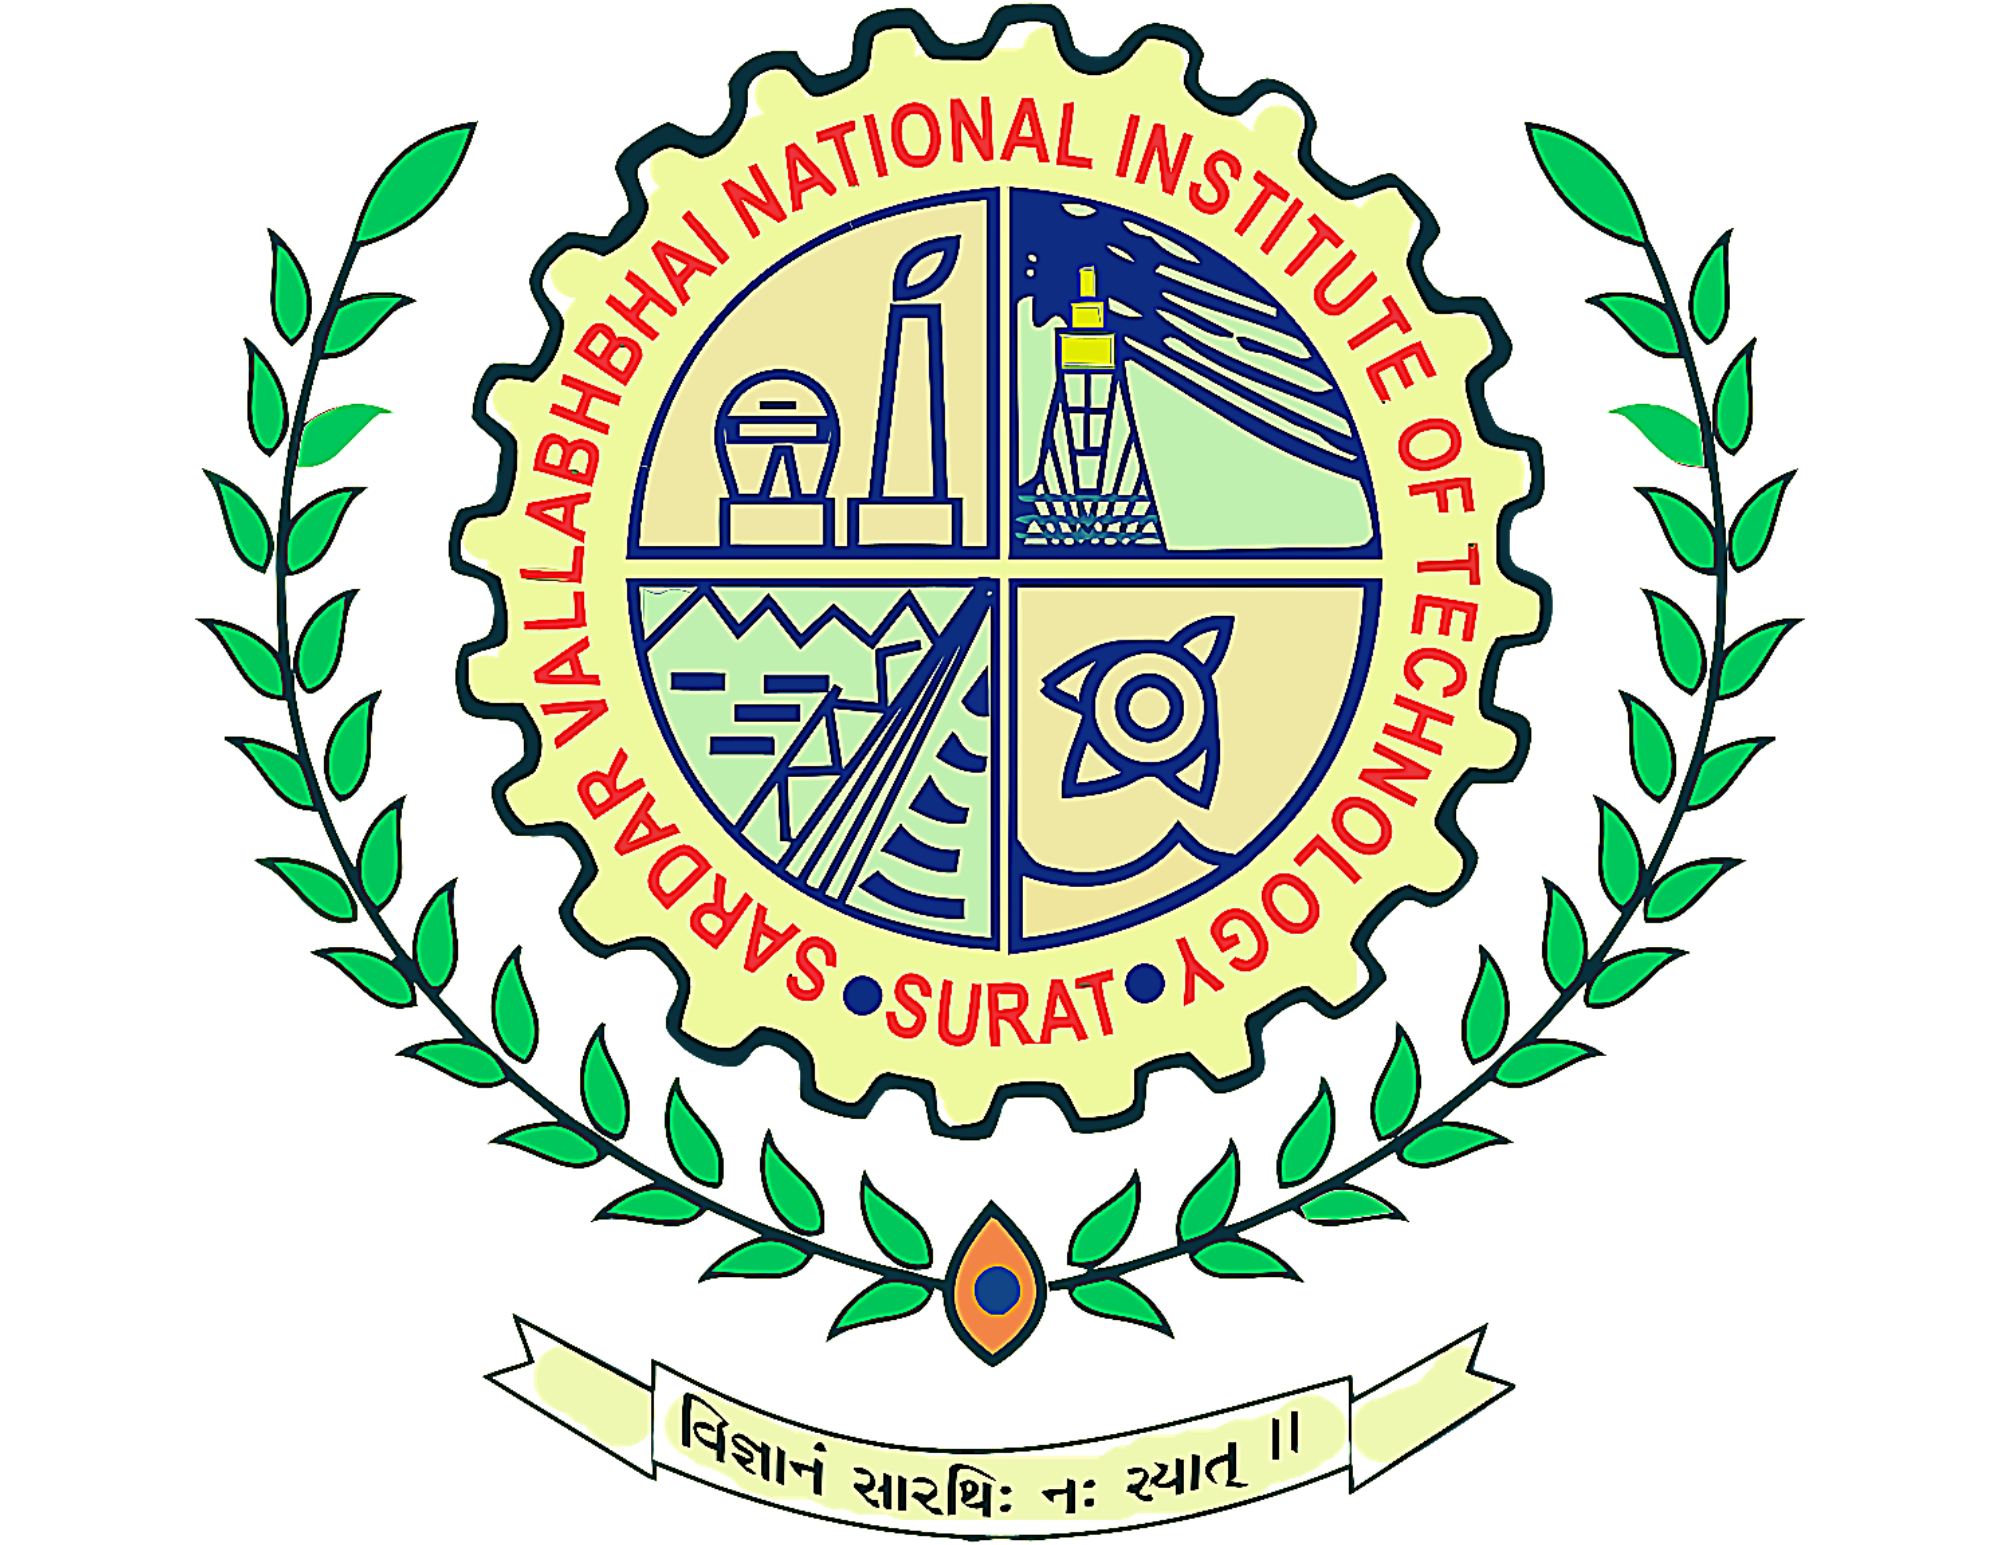 SARDAR VALLABHBHAI NATIONAL INSTITUTE OF TECHNOLOGY
• SURAT •
વિજ્ઞાનં સારથિઃ નઃ સ્યાત્ ॥